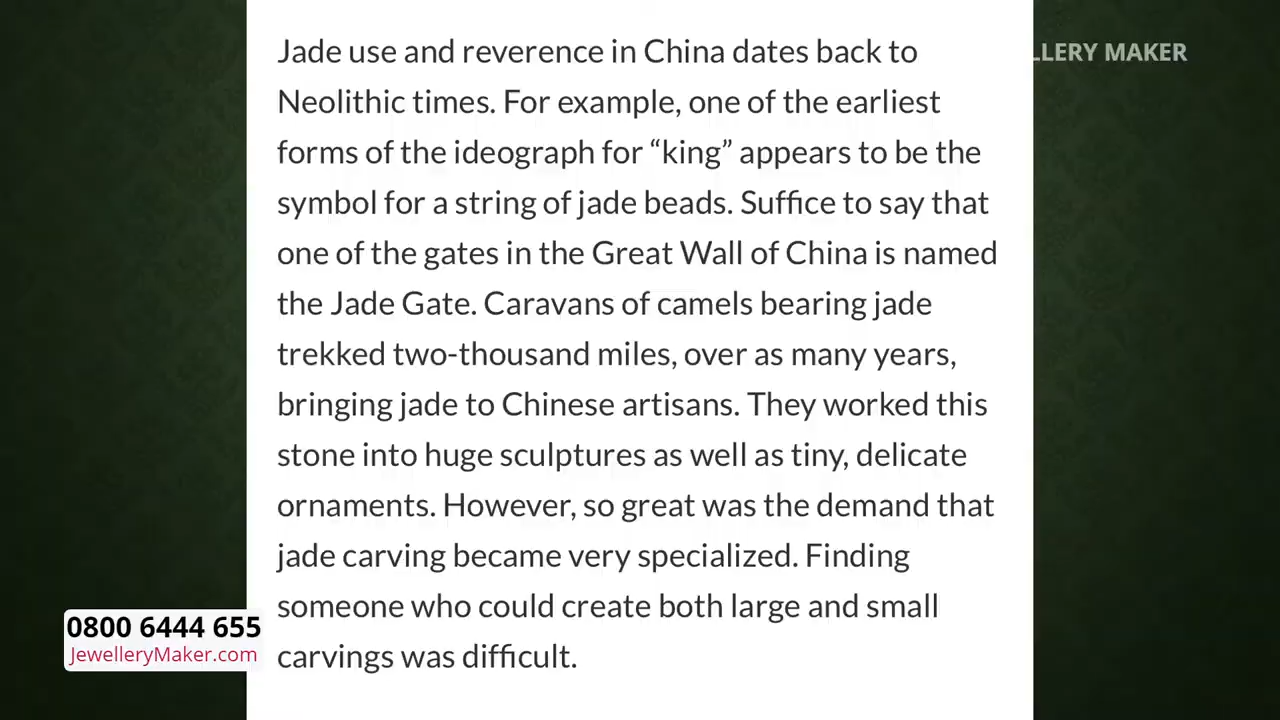 Jade use and reverence in China dates back to
Neolithic times. For example, one of the earliest
forms of the ideograph for “king” appears to be the
symbol for a string of jade beads. Suffice to say that
one of the gates in the Great Wall of China is named
the Jade Gate. Caravans of camels bearing jade
trekked two-thousand miles, over as many years,
bringing jade to Chinese artisans. They worked this
stone into huge sculptures as well as tiny, delicate
ornaments. However, so great was the demand that
jade carving became very specialized. Finding
someone who could create both large and small
carvings was difficult.
LLERY MAKER
0800 6444 655
JewelleryMaker.com